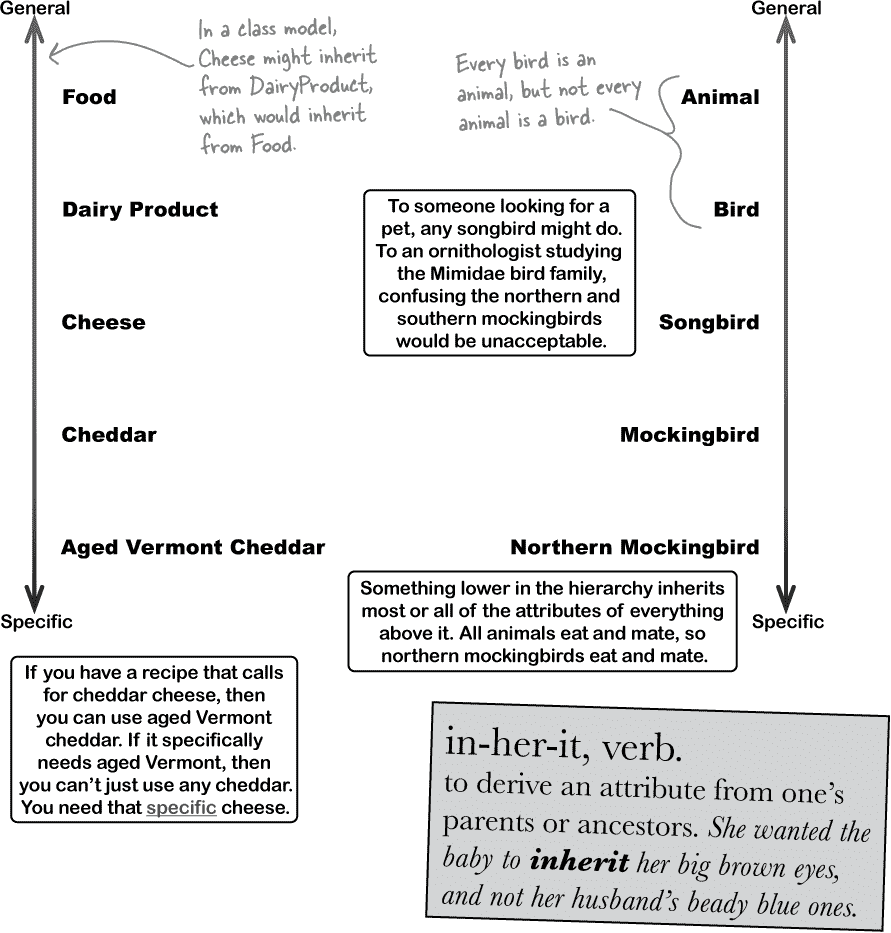 General
In a class model,
Cheese might inherit
from DairyProduct,
which would inherit
from Food.
Food
Dairy Product
Cheese
Cheddar
Aged Vermont Cheddar
Specific
If you have a recipe that calls
for cheddar cheese, then
you can use aged Vermont
cheddar. If it specifically
needs aged Vermont, then
you can’t just use any cheddar.
You need that specific cheese.
General
Every bird is an
animal, but not every
animal is a bird.
Animal
Bird
To someone looking for a
pet, any songbird might do.
To an ornithologist studying
the Mimidae bird family,
confusing the northern and
southern mockingbirds
would be unacceptable.
Songbird
Mockingbird
Northern Mockingbird
Something lower in the hierarchy inherits
most or all of the attributes of everything
above it. All animals eat and mate, so
northern mockingbirds eat and mate.
Specific
in-her-it, verb.
to derive an attribute from one’s
parents or ancestors. She wanted the
baby to inherit her big brown eyes,
and not her husband’s beady blue ones.